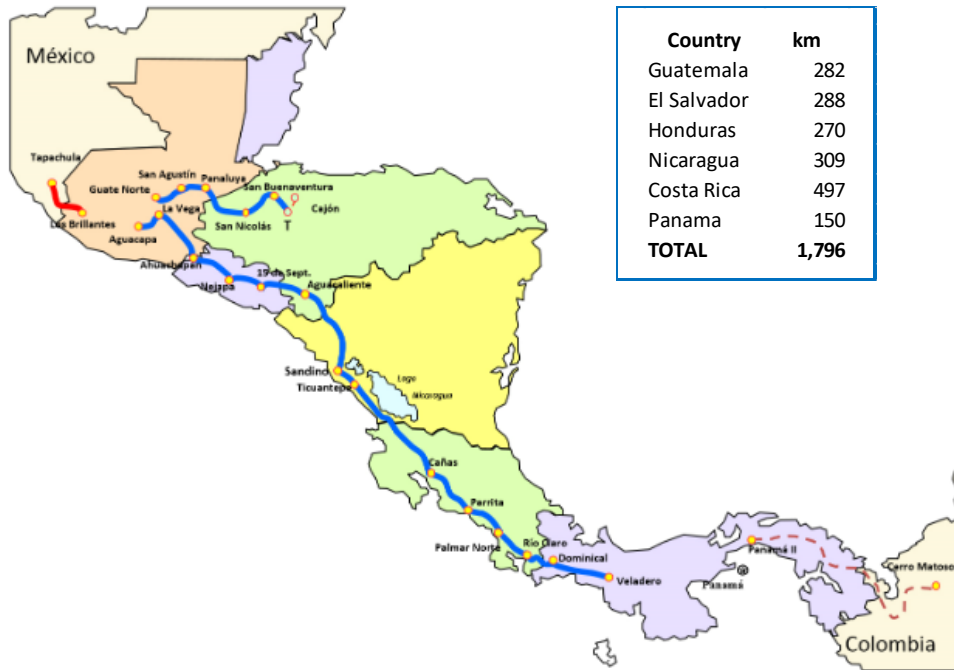 México
Country km
Guatemala 282
El Salvador 288
Honduras 270
Nicaragua 309
Costa Rica 497
Panama 150
TOTAL 1,796
Tapachula
San Agustín
Panaluya
Guate Norte
San Buenaventura
La Vega
Cajón
Los Brillantes
San Nicolás
T
Aguacapa
Ahuachapán
19 de Sept.
Nejapa
Aguacaliente
Sandino
Lago
Ticuantepe
Nicaragua
Cañas
Parrita
Palmar Norte
Río Claro
Panamá II
Dominical
Cerro Matoso
Veladero
Panamá
Colombia